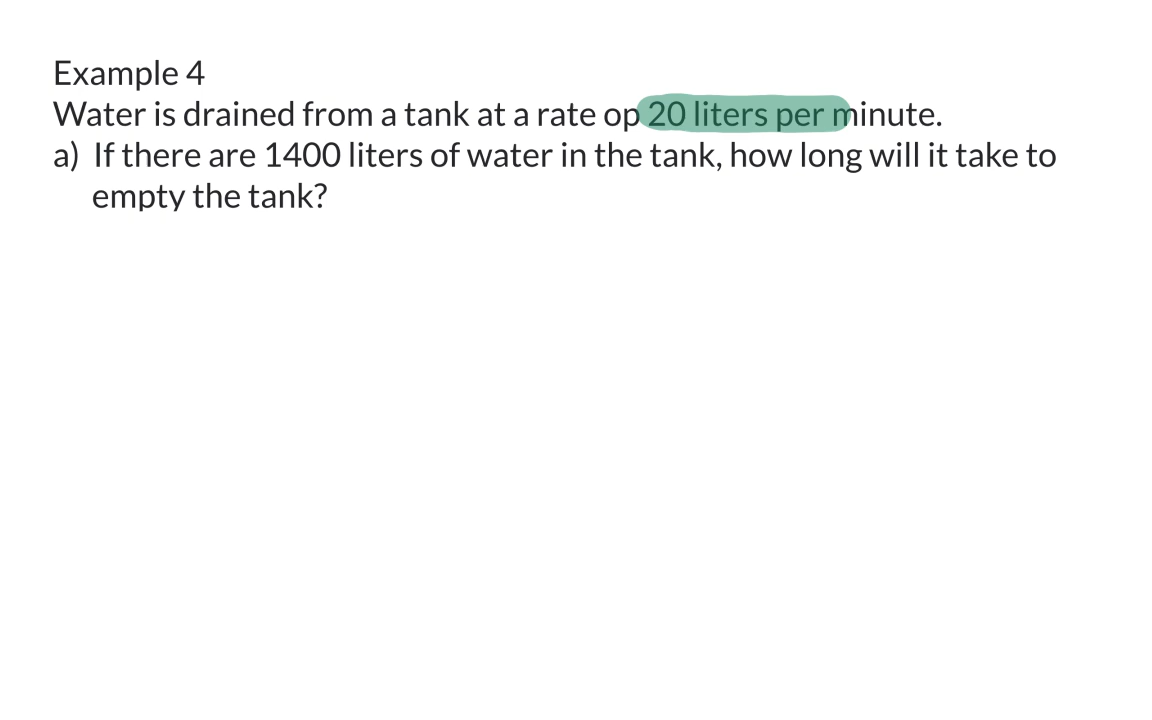 Example 4
Water is drained from a tank at a rate op 20 liters per minute.
a) If there are 1400 liters of water in the tank, how long will it take to
empty the tank?